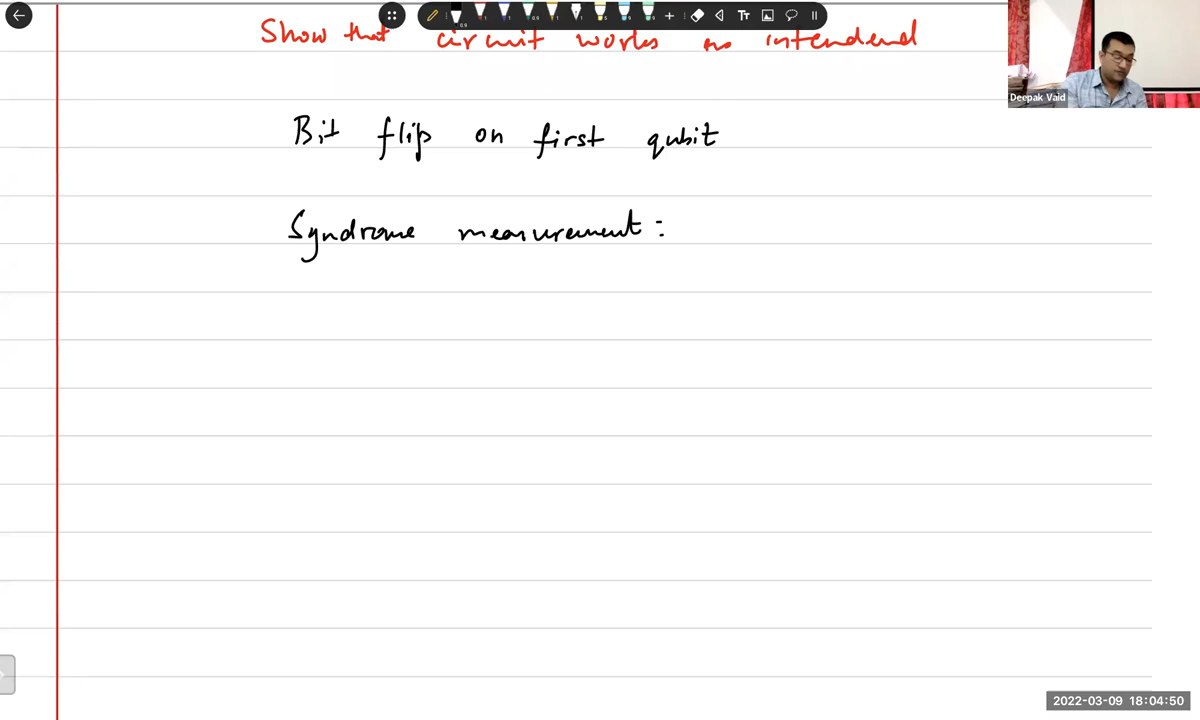 Show that circuit works as intendend
Deepak Vaid
Bit flip on first qubit
Syndrome measurement :
2022-03-09 18:04:50